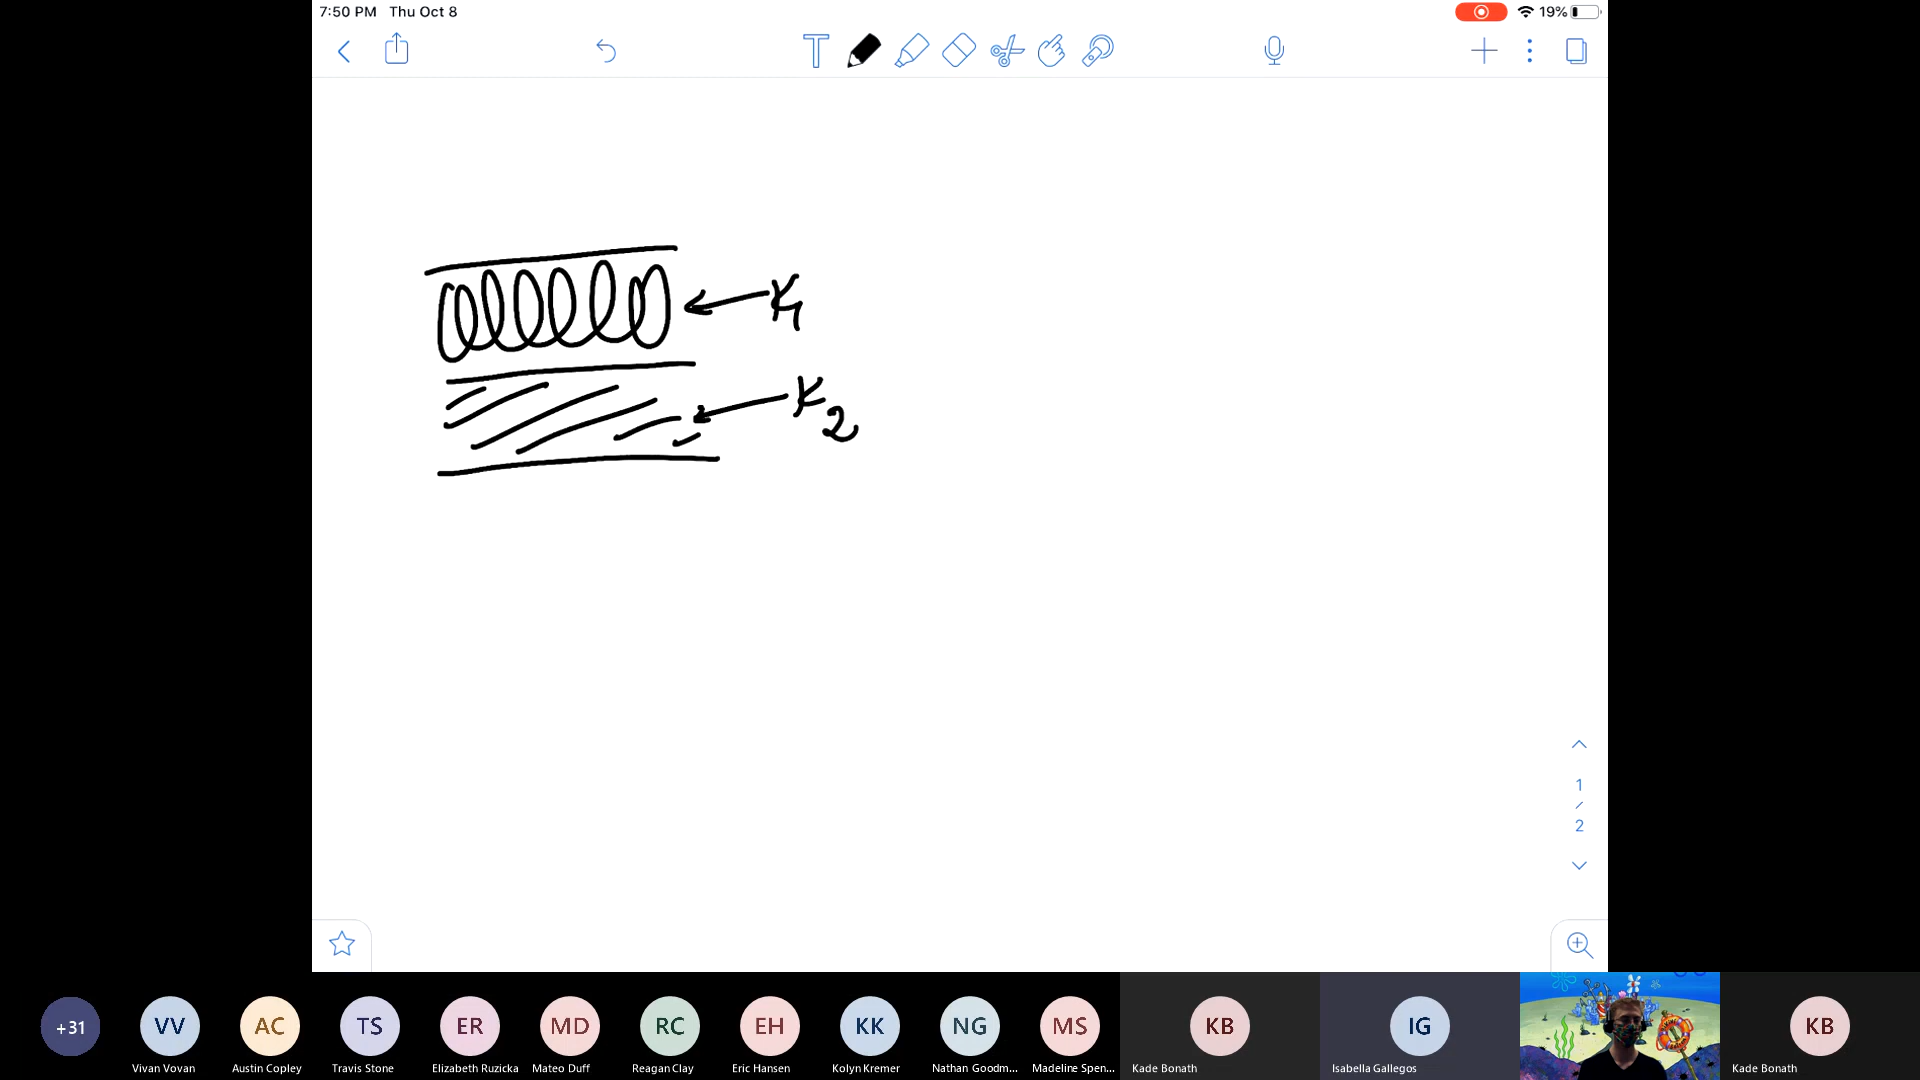 7:50 PM Thu Oct 8
19%
T
K1
K2
1
/
2
+31
VV
AC
TS
ER
MD
RC
EH
KK
NG
MS
KB
IG
KB
Vivan Vovan
Austin Copley
Travis Stone
Elizabeth Ruzicka
Mateo Duff
Reagan Clay
Eric Hansen
Kolyn Kremer
Nathan Goodm...
Madeline Spen...
Kade Bonath
Isabella Gallegos
Kade Bonath